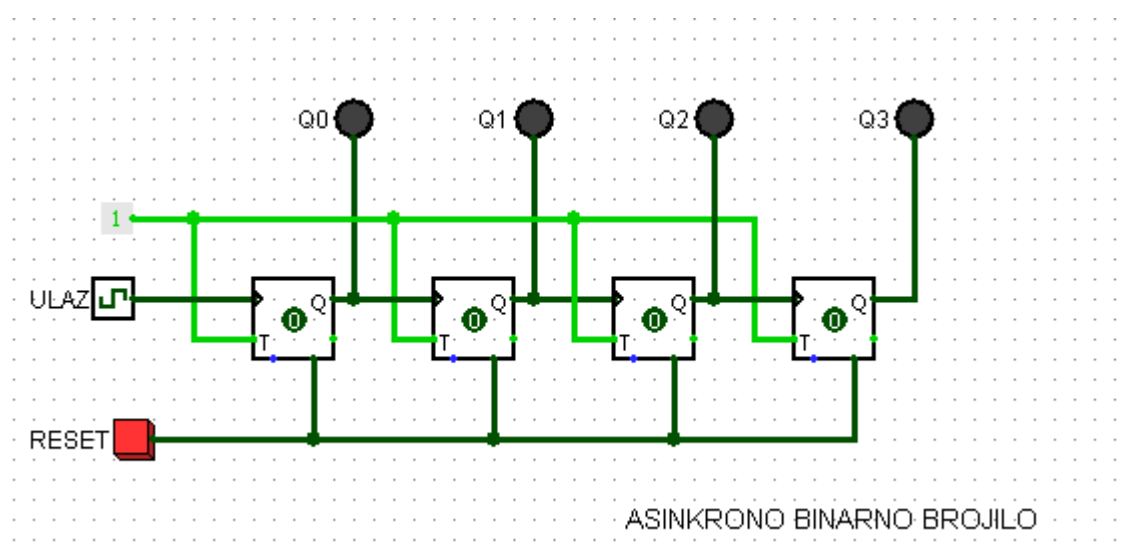 Q0 Q1 Q2 Q3
1
ULAZ Q Q Q Q
0 0 0 0
T T T T
RESET
ASINKRONO BINARNO BROJILO